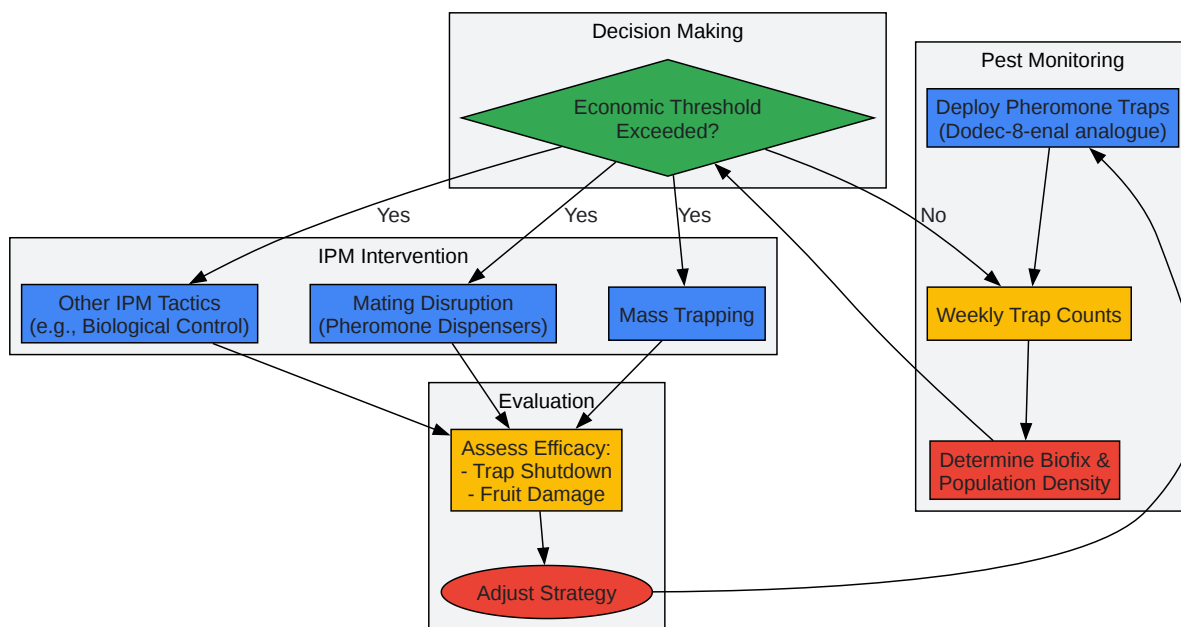 Decision Making
Economic Threshold
Exceeded?
Pest Monitoring
Deploy Pheromone Traps
(Dodec-8-enal analogue)
Yes
Yes
Yes
No
IPM Intervention
Other IPM Tactics
(e.g., Biological Control)
Mating Disruption
(Pheromone Dispensers)
Mass Trapping
Weekly Trap Counts
Evaluation
Assess Efficacy:
- Trap Shutdown
- Fruit Damage
Determine Biofix &
Population Density
Adjust Strategy